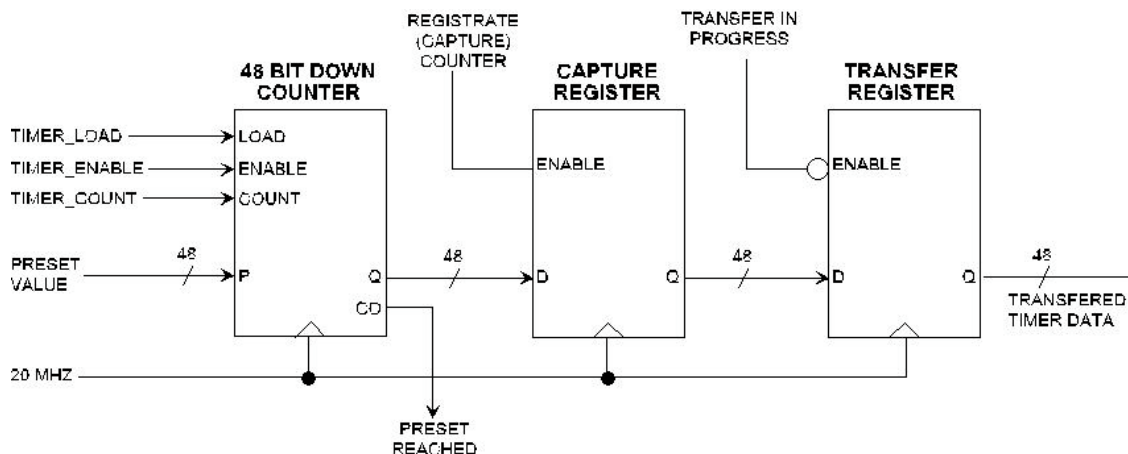 REGISTRATE
(CAPTURE)
COUNTER
TRANSFER IN
PROGRESS
48 BIT DOWN
COUNTER
CAPTURE
REGISTER
TRANSFER
REGISTER
TIMER_LOAD
LOAD
TIMER_ENABLE
ENABLE
TIMER_COUNT
COUNT
ENABLE
ENABLE
PRESET
VALUE
48
P
Q
48
D
Q
48
D
Q
48
CO
TRANSFERED
TIMER DATA
20 MHZ
PRESET
REACHED